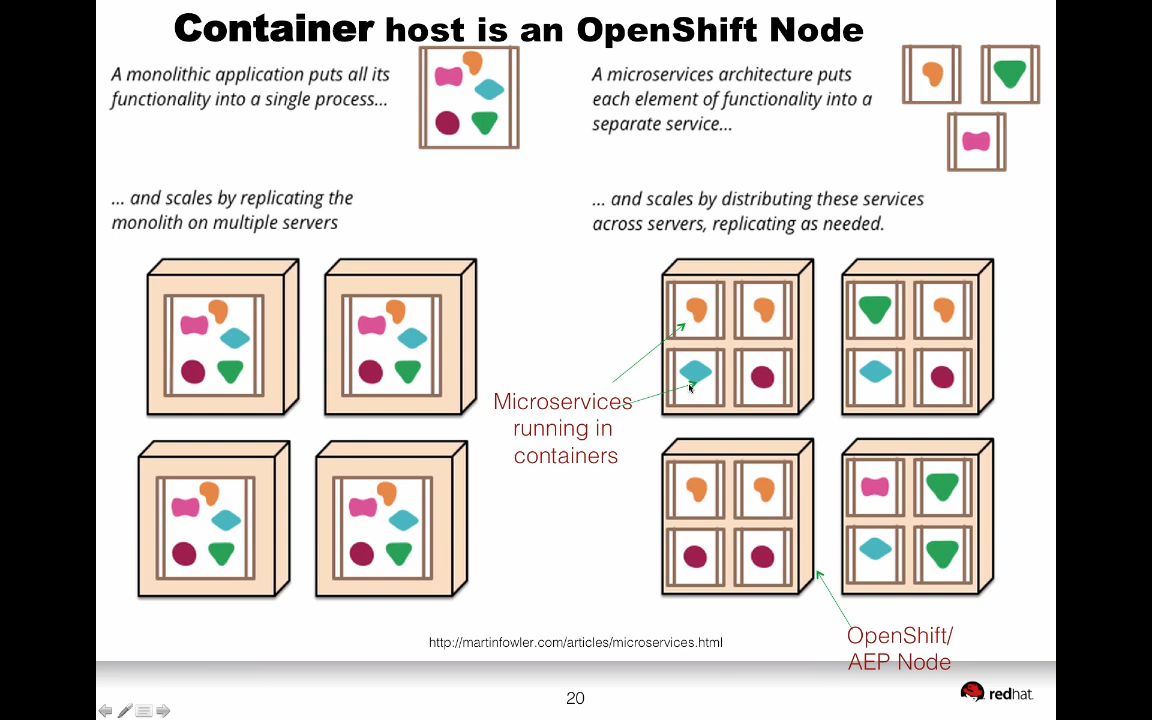 Container host is an OpenShift Node
A monolithic application puts all its
functionality into a single process...
A microservices architecture puts
each element of functionality into a
separate service...
... and scales by replicating the
monolith on multiple servers
... and scales by distributing these services
across servers, replicating as needed.
Microservices
running in
containers
OpenShift/
AEP Node
http://martinfowler.com/articles/microservices.html
20
redhat.